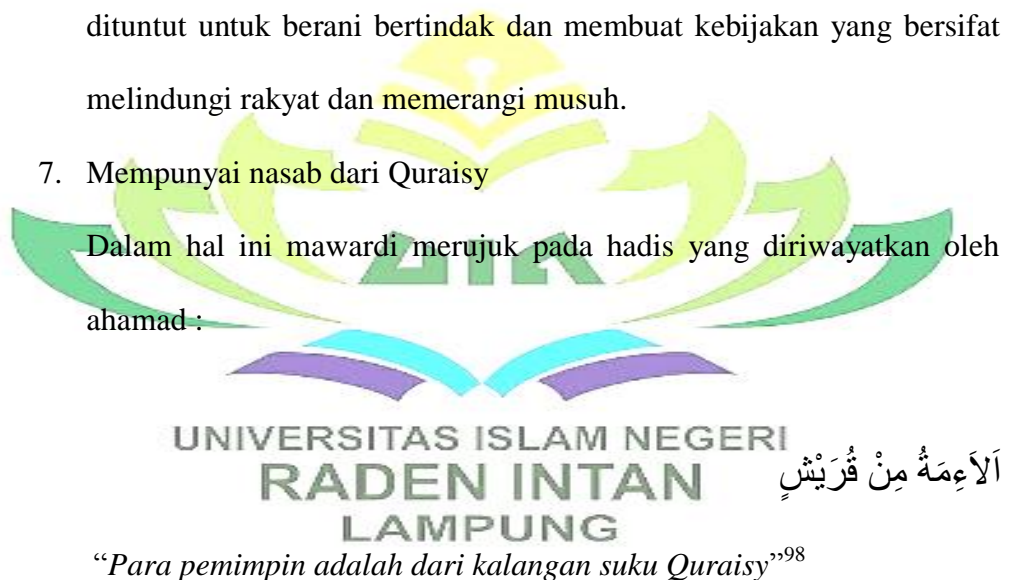 dituntut untuk berani bertindak dan membuat kebijakan yang bersifat
melindungi rakyat dan memerangi musuh.
7. Mempunyai nasab dari Quraisy
Dalam hal ini mawardi merujuk pada hadis yang diriwayatkan oleh
ahamad :
UNIVERSITAS ISLAM NEGERI
RADEN INTAN
LAMPUNG
اَلاَءِمَةُ مِنْ قُرَيْشٍ
“Para pemimpin adalah dari kalangan suku Quraisy”98